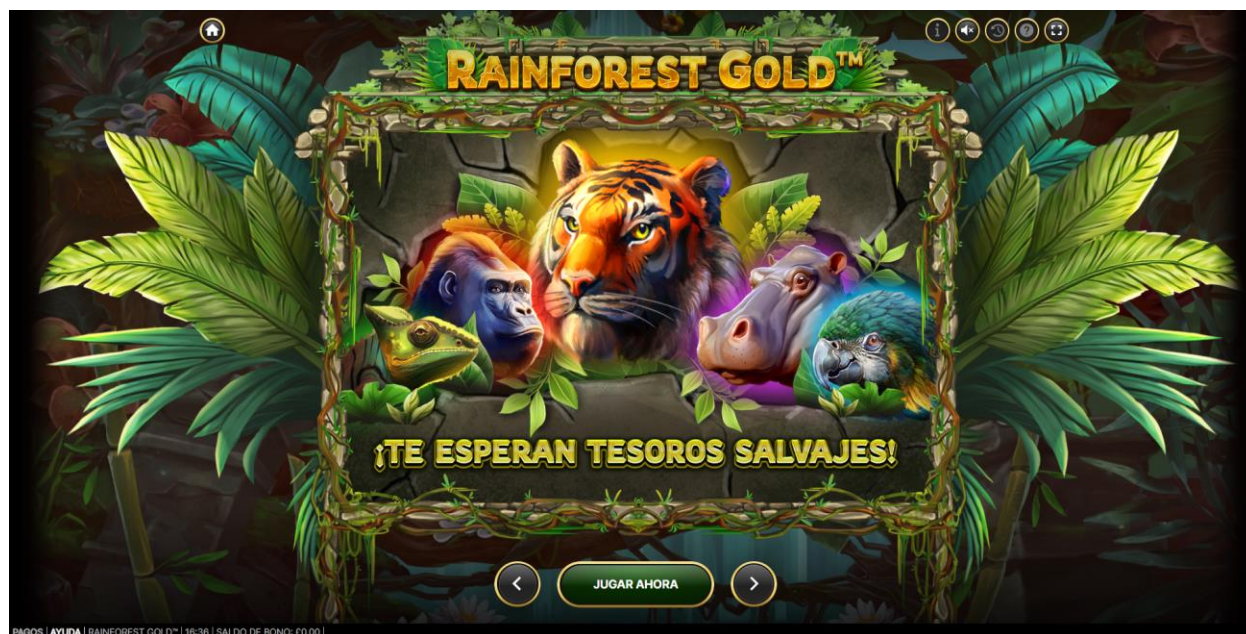 RAINFOREST GOLD™
¡TE ESPERAN TESOROS SALVAJES!
JUGAR AHORA
PAGOS | AYUDA | RAINFOREST GOLD™ | 16:36 | SALDO DE BONO: £0.00 |